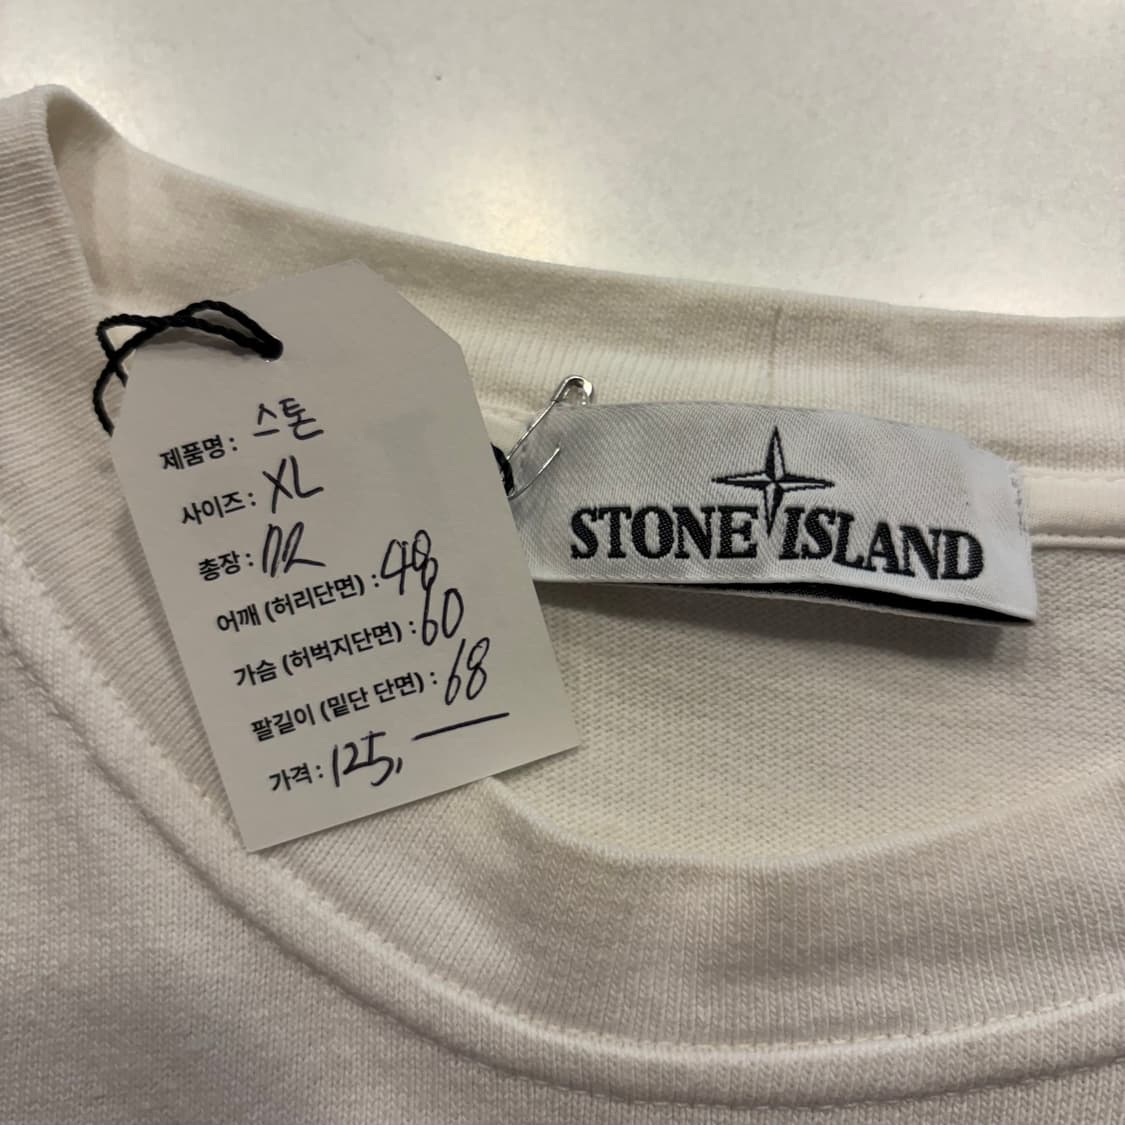 제품명 : 스톤
사이즈 : XL
총장 : 72
어깨 (허리단면) : 48
가슴 (허벅지단면) : 60
팔길이 (밑단 단면) : 68
가격 : 125,—
STONE ISLAND